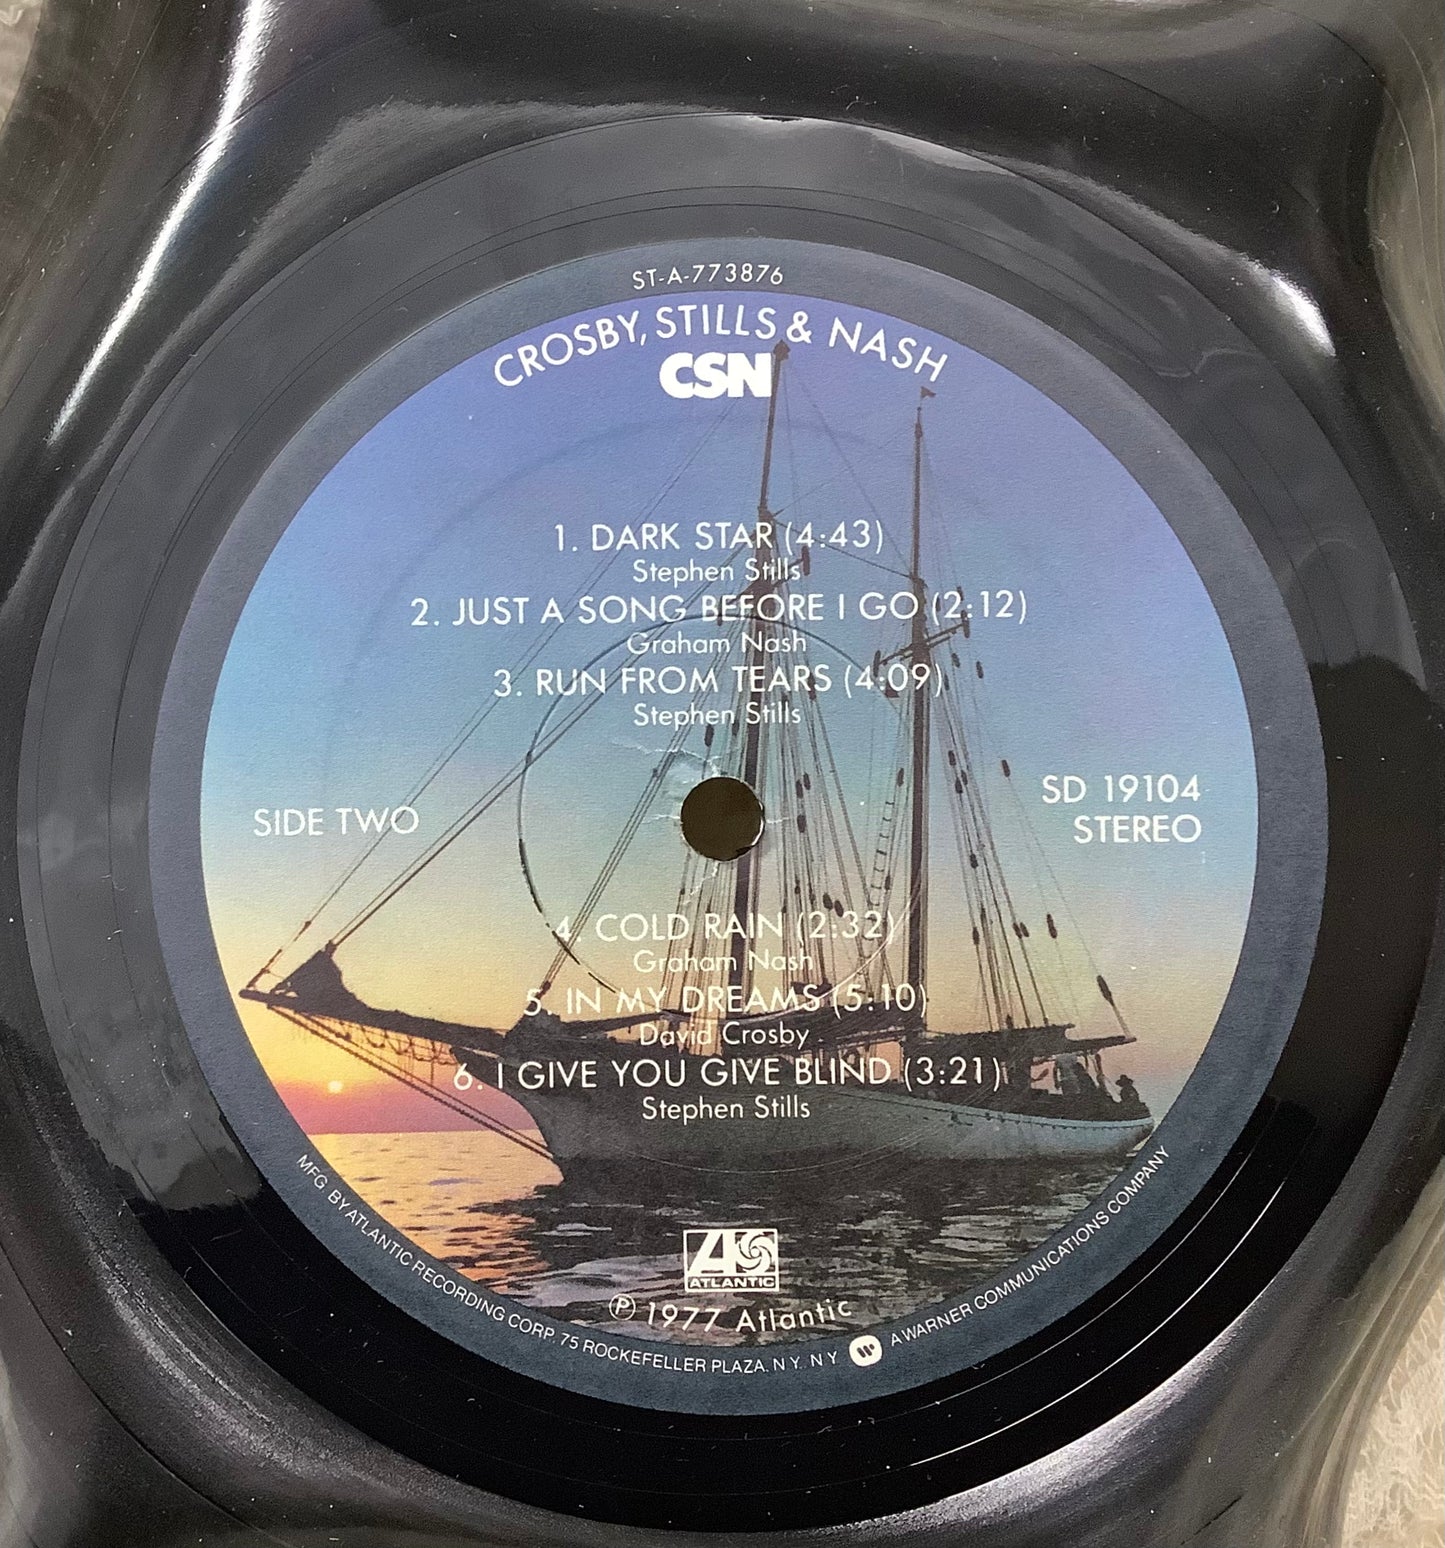 ST-A-773876
CROSBY, STILLS & NASH
CSN
1. DARK STAR (4:43)
Stephen Stills
2. JUST A SONG BEFORE I GO (2:12)
Graham Nash
3. RUN FROM TEARS (4:09)
Stephen Stills
SIDE TWO
SD 19104
STEREO
4. COLD RAIN (2:32)
Graham Nash
5. IN MY DREAMS (5:10)
David Crosby
6. I GIVE YOU GIVE BLIND (3:21)
Stephen Stills
ATLANTIC
Ⓟ 1977 Atlantic
MFG BY ATLANTIC RECORDING CORP. 75 ROCKEFELLER PLAZA. N.Y. N Y A WARNER COMMUNICATIONS COMPANY